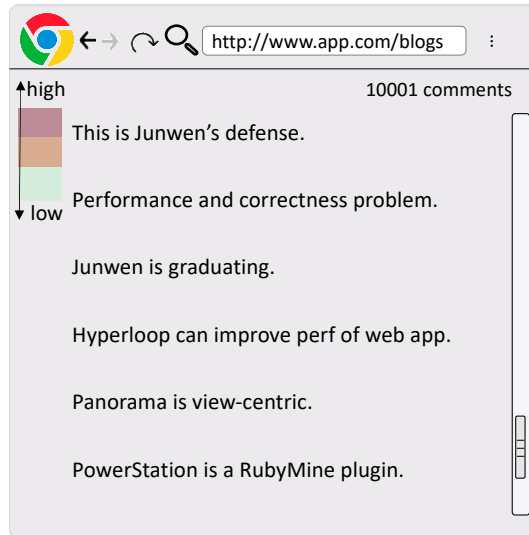 http://www.app.com/blogs
high
10001 comments
This is Junwen’s defense.
Performance and correctness problem.
low
Junwen is graduating.
Hyperloop can improve perf of web app.
Panorama is view-centric.
PowerStation is a RubyMine plugin.